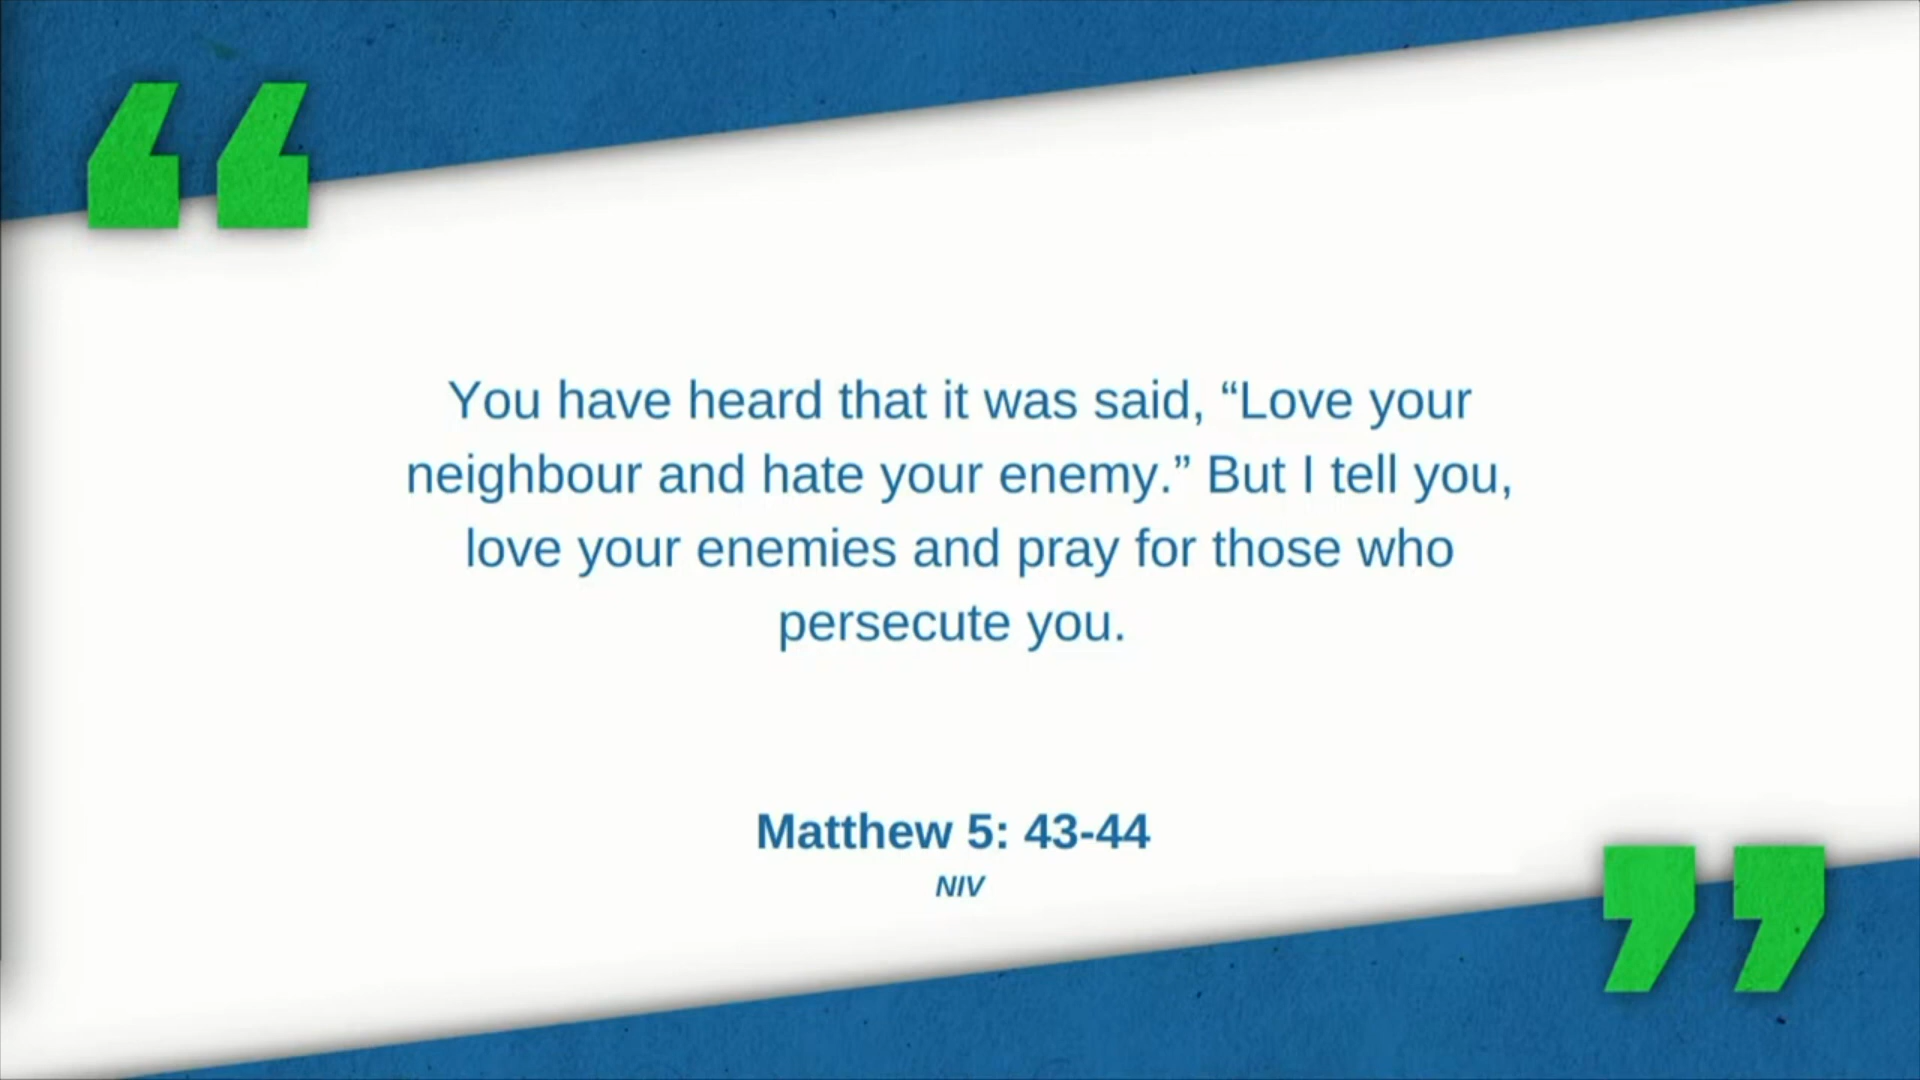 You have heard that it was said, “Love your
neighbour and hate your enemy.” But I tell you,
love your enemies and pray for those who
persecute you.
Matthew 5: 43-44
NIV